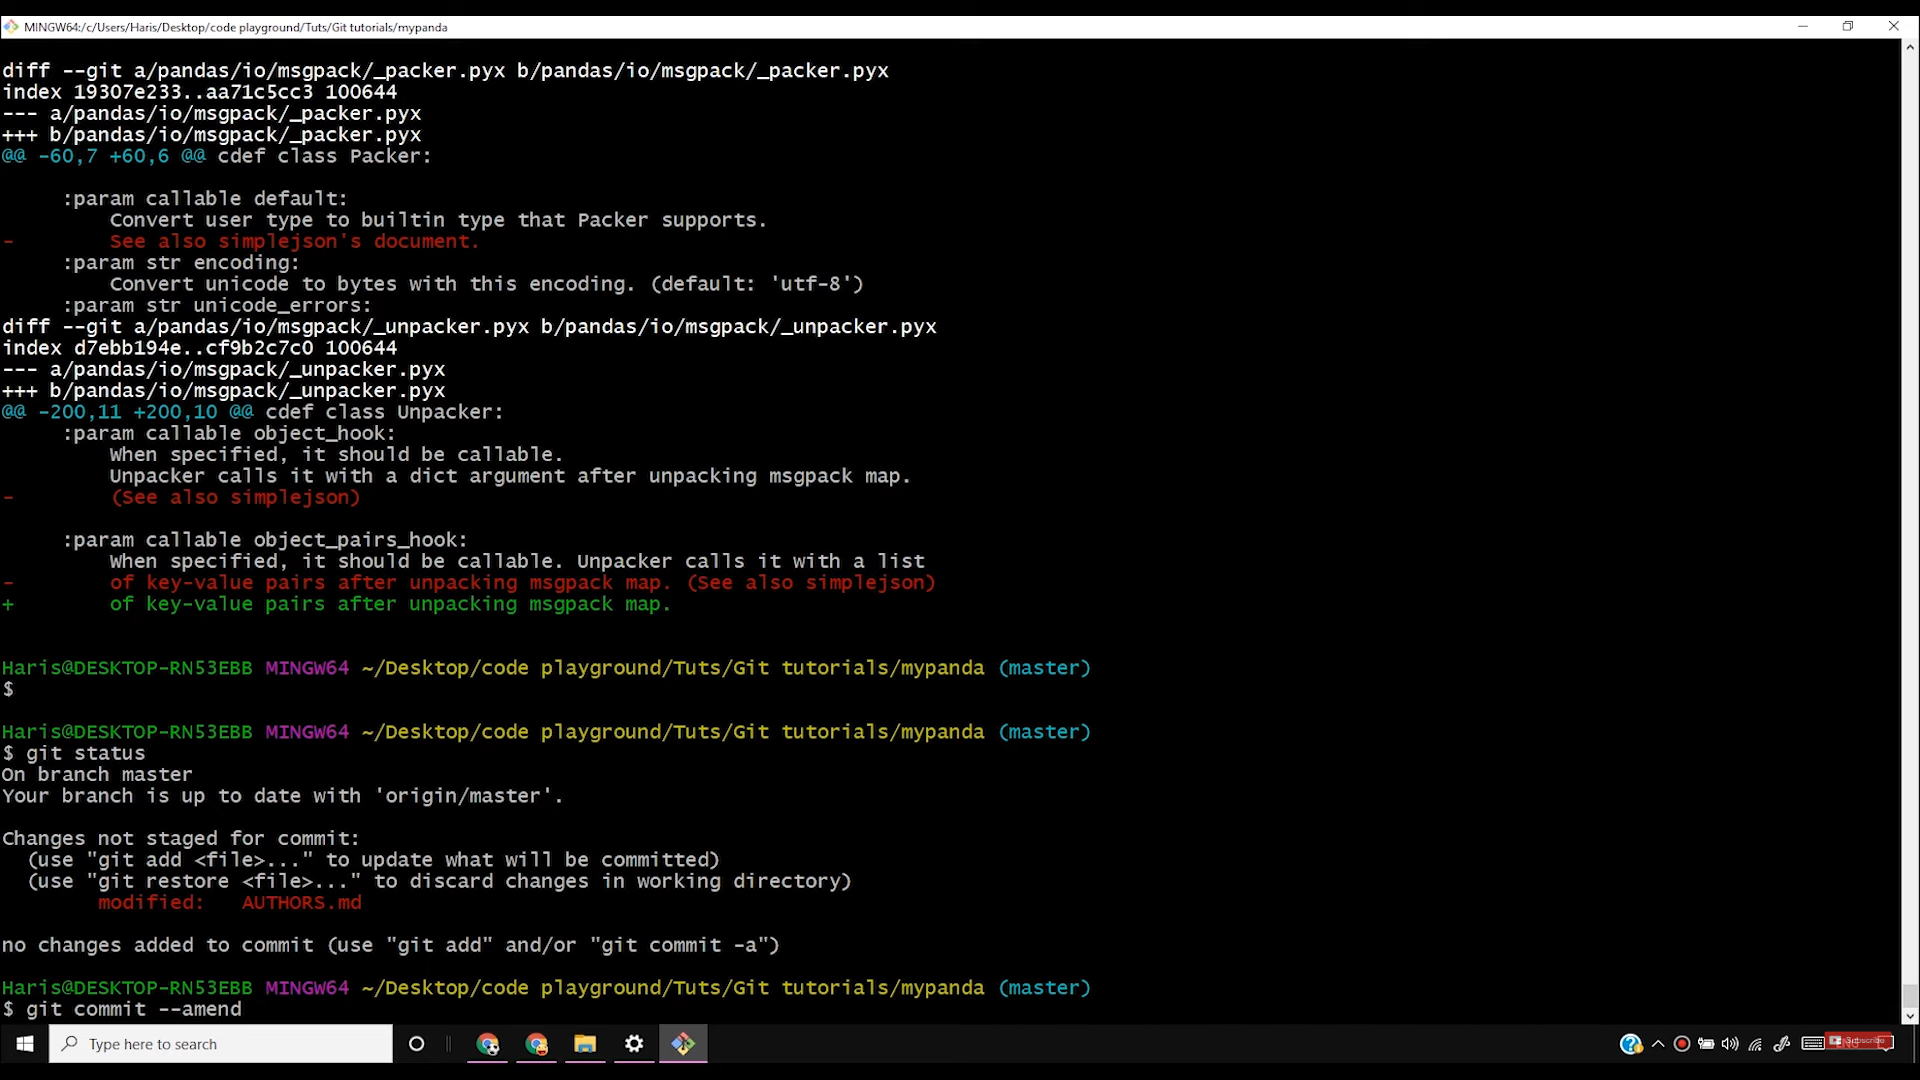 MINGW64:/c/Users/Haris/Desktop/code playground/Tuts/Git tutorials/mypanda
diff --git a/pandas/io/msgpack/_packer.pyx b/pandas/io/msgpack/_packer.pyx
index 19307e233..aa71c5cc3 100644
--- a/pandas/io/msgpack/_packer.pyx
+++ b/pandas/io/msgpack/_packer.pyx
@@ -60,7 +60,6 @@ cdef class Packer:
:param callable default:
Convert user type to builtin type that Packer supports.
- See also simplejson's document.
:param str encoding:
Convert unicode to bytes with this encoding. (default: 'utf-8')
:param str unicode_errors:
diff --git a/pandas/io/msgpack/_unpacker.pyx b/pandas/io/msgpack/_unpacker.pyx
index d7ebb194e..cf9b2c7c0 100644
--- a/pandas/io/msgpack/_unpacker.pyx
+++ b/pandas/io/msgpack/_unpacker.pyx
@@ -200,11 +200,10 @@ cdef class Unpacker:
:param callable object_hook:
When specified, it should be callable.
Unpacker calls it with a dict argument after unpacking msgpack map.
- (See also simplejson)
:param callable object_pairs_hook:
When specified, it should be callable. Unpacker calls it with a list
- of key-value pairs after unpacking msgpack map. (See also simplejson)
+ of key-value pairs after unpacking msgpack map.
Haris@DESKTOP-RN53EBB MINGW64 ~/Desktop/code playground/Tuts/Git tutorials/mypanda (master)
$
Haris@DESKTOP-RN53EBB MINGW64 ~/Desktop/code playground/Tuts/Git tutorials/mypanda (master)
$ git status
On branch master
Your branch is up to date with 'origin/master'.
Changes not staged for commit:
(use "git add <file>..." to update what will be committed)
(use "git restore <file>..." to discard changes in working directory)
modified: AUTHORS.md
no changes added to commit (use "git add" and/or "git commit -a")
Haris@DESKTOP-RN53EBB MINGW64 ~/Desktop/code playground/Tuts/Git tutorials/mypanda (master)
$ git commit --amend
Type here to search
Subscribe